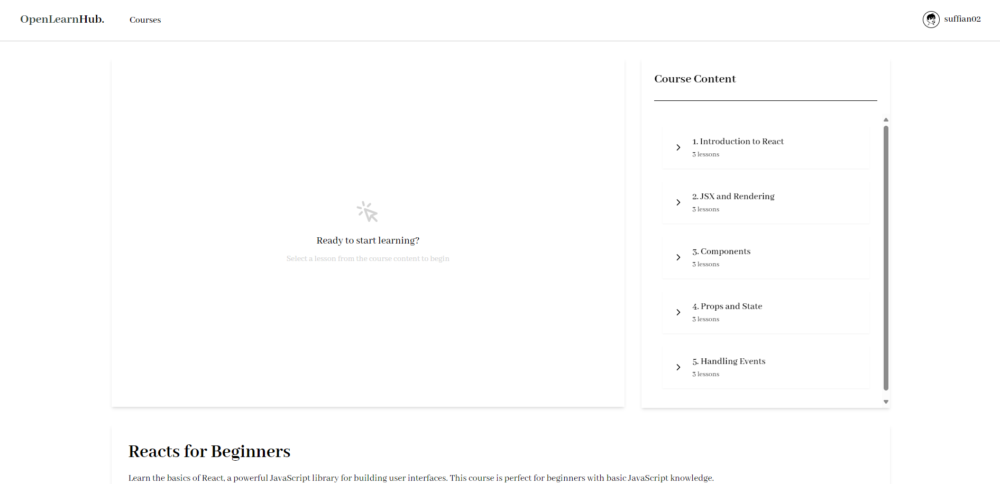 OpenLearnHub.
Courses
suffian02
Ready to start learning?
Select a lesson from the course content to begin
Course Content
1. Introduction to React
3 lessons
2. JSX and Rendering
3 lessons
3. Components
3 lessons
4. Props and State
3 lessons
5. Handling Events
3 lessons
Reacts for Beginners
Learn the basics of React, a powerful JavaScript library for building user interfaces. This course is perfect for beginners with basic JavaScript knowledge.